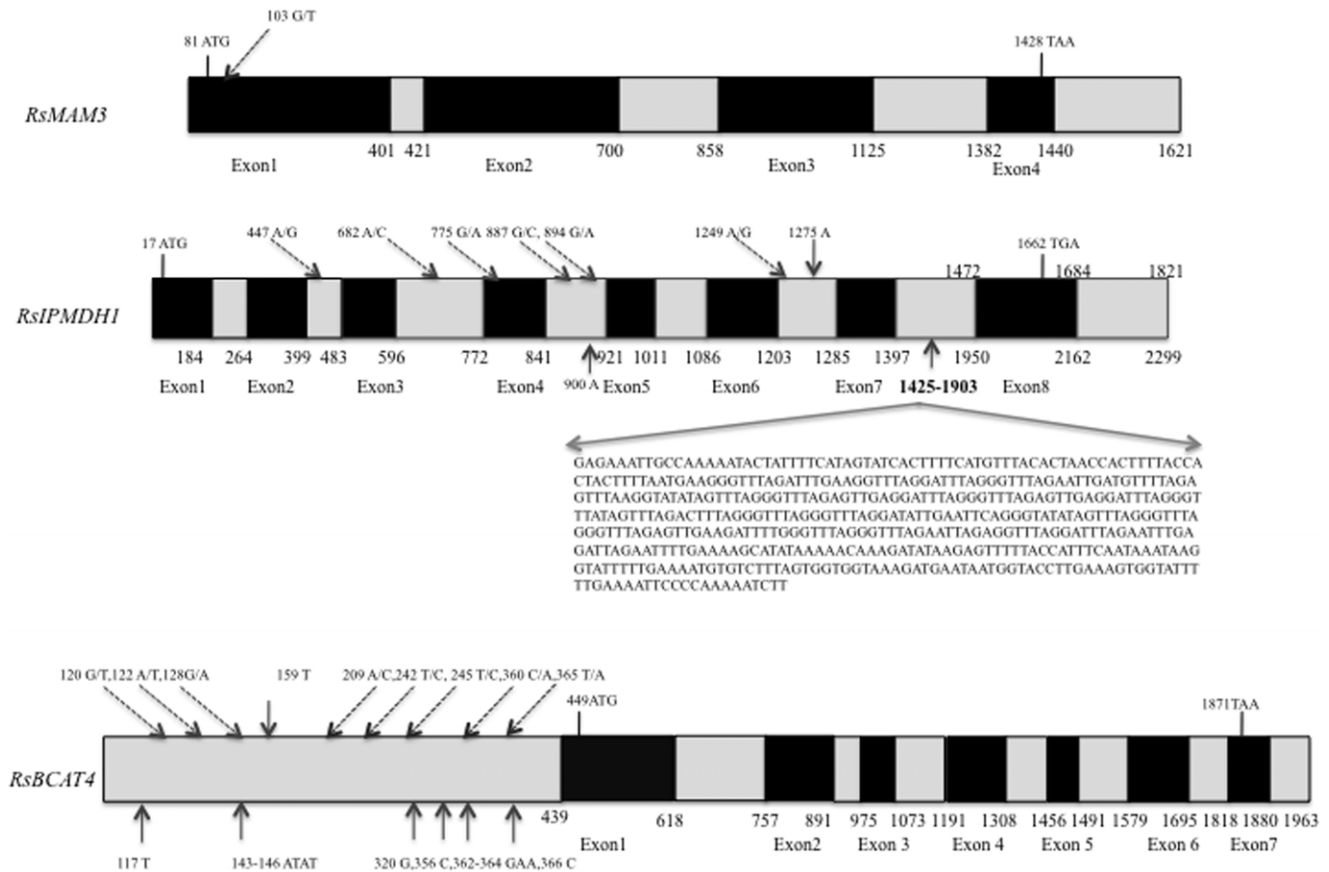 103 G/T
81 ATG
1428 TAA
RsMAM3
401 421 700 858 1125 1382 1440 1621
Exon1 Exon2 Exon3 Exon4
17 ATG 447 A/G 682 A/C 775 G/A 887 G/C, 894 G/A 1249 A/G 1275 A 1662 TGA
1472 1684 1821
RsIPMDH1
184 264 399 483 596 772 841 921 1011 1086 1203 1285 1397 1950 2162 2299
Exon1 Exon2 Exon3 Exon4 900 A Exon5 Exon6 Exon7 1425-1903 Exon8
GAGAAATTGCCAAAAATACTATTTTCATAGTATCACTTTTCATGTTTACACTAACCACTTTTACCA
CTACTTTTAATGAAGGGTTTAGATTTGAAGGTTTAGGATTTAGGGTTTAGAATTGATGTTTTAGA
GTTTAAGGTATATAGTTTAGGGTTTAGAGTTGAGGATTTAGGGTTTAGAGTTGAGGATTTAGGGT
TTATAGTTTAGACTTTAGGGTTTAGGGTTTAGGATATTGAATTCAGGGTATATAGTTTAGGGTTTA
GGGTTTAGAGTTGAAGATTTTGGGTTTAGGGTTTAGAATTAGAGGTTTAGGATTTAGAATTTGA
GATTAGAATTTTGAAAAGCATATAAAAACAAAGATATAAGAGTTTTTACCATTTCAATAAATAAG
GTATTTTTGAAAATGTGTCTTTAGTGGTGGTAAAGATGAATAATGGTACCTTGAAAGTGGTATTT
TTGAAAATTCCCCAAAAATCTT
120 G/T,122 A/T,128G/A 159 T 209 A/C,242 T/C, 245 T/C,360 C/A,365 T/A
449ATG 1871TAA
RsBCAT4
439 618 757 891 975 1073 1191 1308 1456 1491 1579 1695 1818 1880 1963
Exon1 Exon2 Exon 3 Exon 4 Exon 5 Exon 6 Exon7
117 T 143-146 ATAT 320 G,356 C,362-364 GAA,366 C